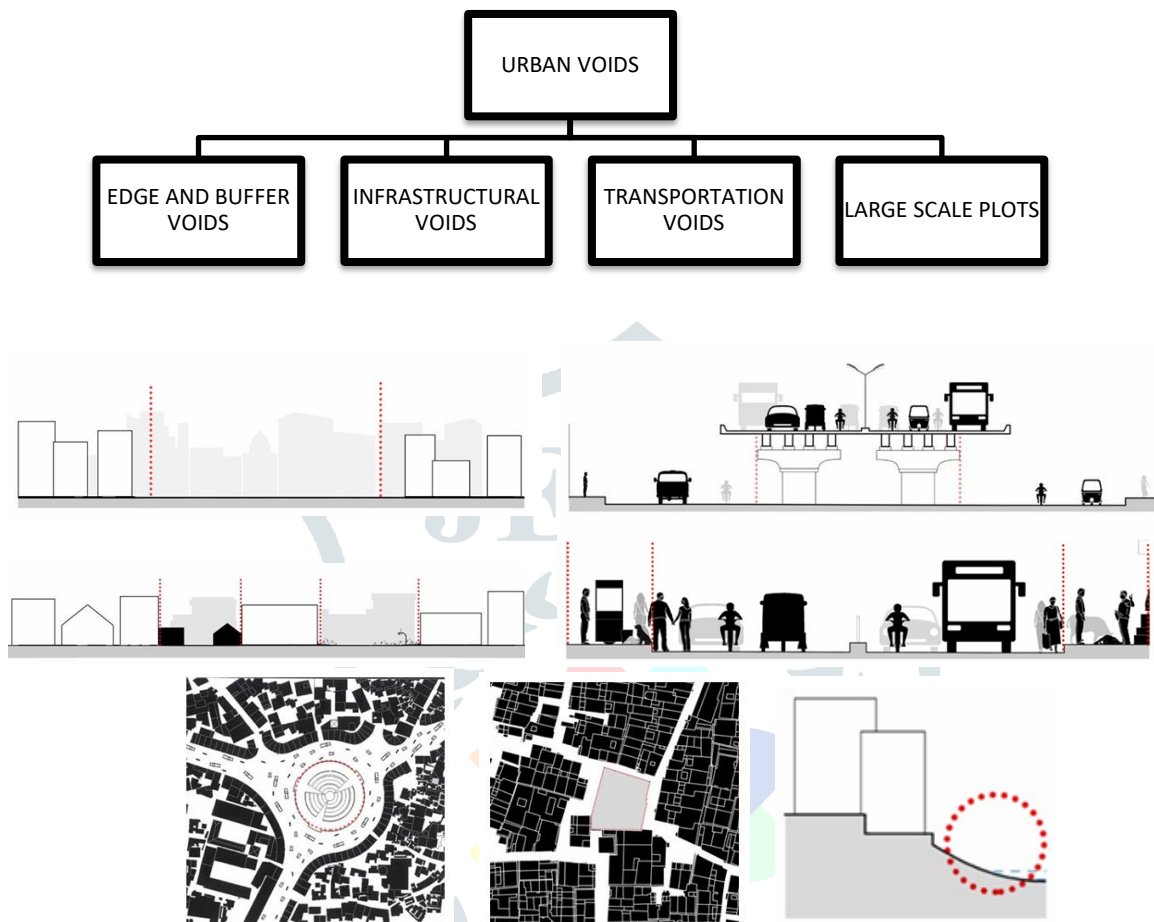 URBAN VOIDS
EDGE AND BUFFER
VOIDS
INFRASTRUCTURAL
VOIDS
TRANSPORTATION
VOIDS
LARGE SCALE PLOTS